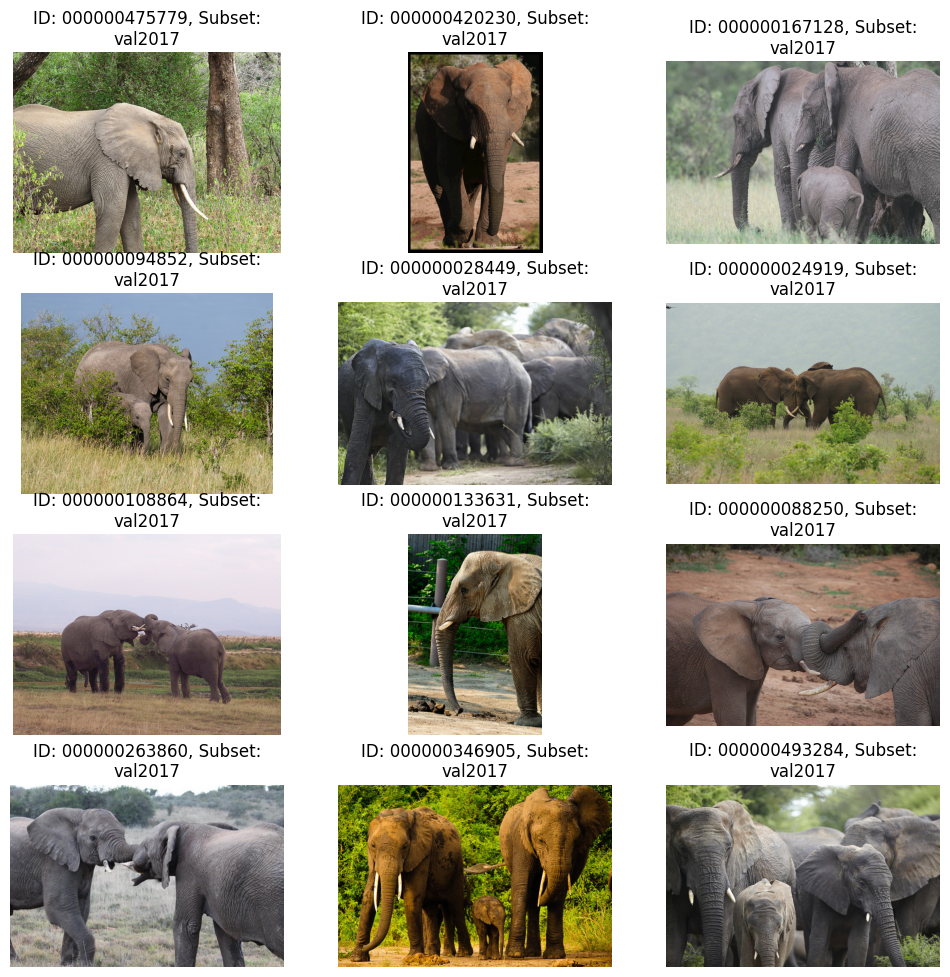 ID: 000000475779, Subset:
val2017
ID: 000000420230, Subset:
val2017
ID: 000000167128, Subset:
val2017
ID: 000000094852, Subset:
val2017
ID: 000000028449, Subset:
val2017
ID: 000000024919, Subset:
val2017
ID: 000000108864, Subset:
val2017
ID: 000000133631, Subset:
val2017
ID: 000000088250, Subset:
val2017
ID: 000000263860, Subset:
val2017
ID: 000000346905, Subset:
val2017
ID: 000000493284, Subset:
val2017